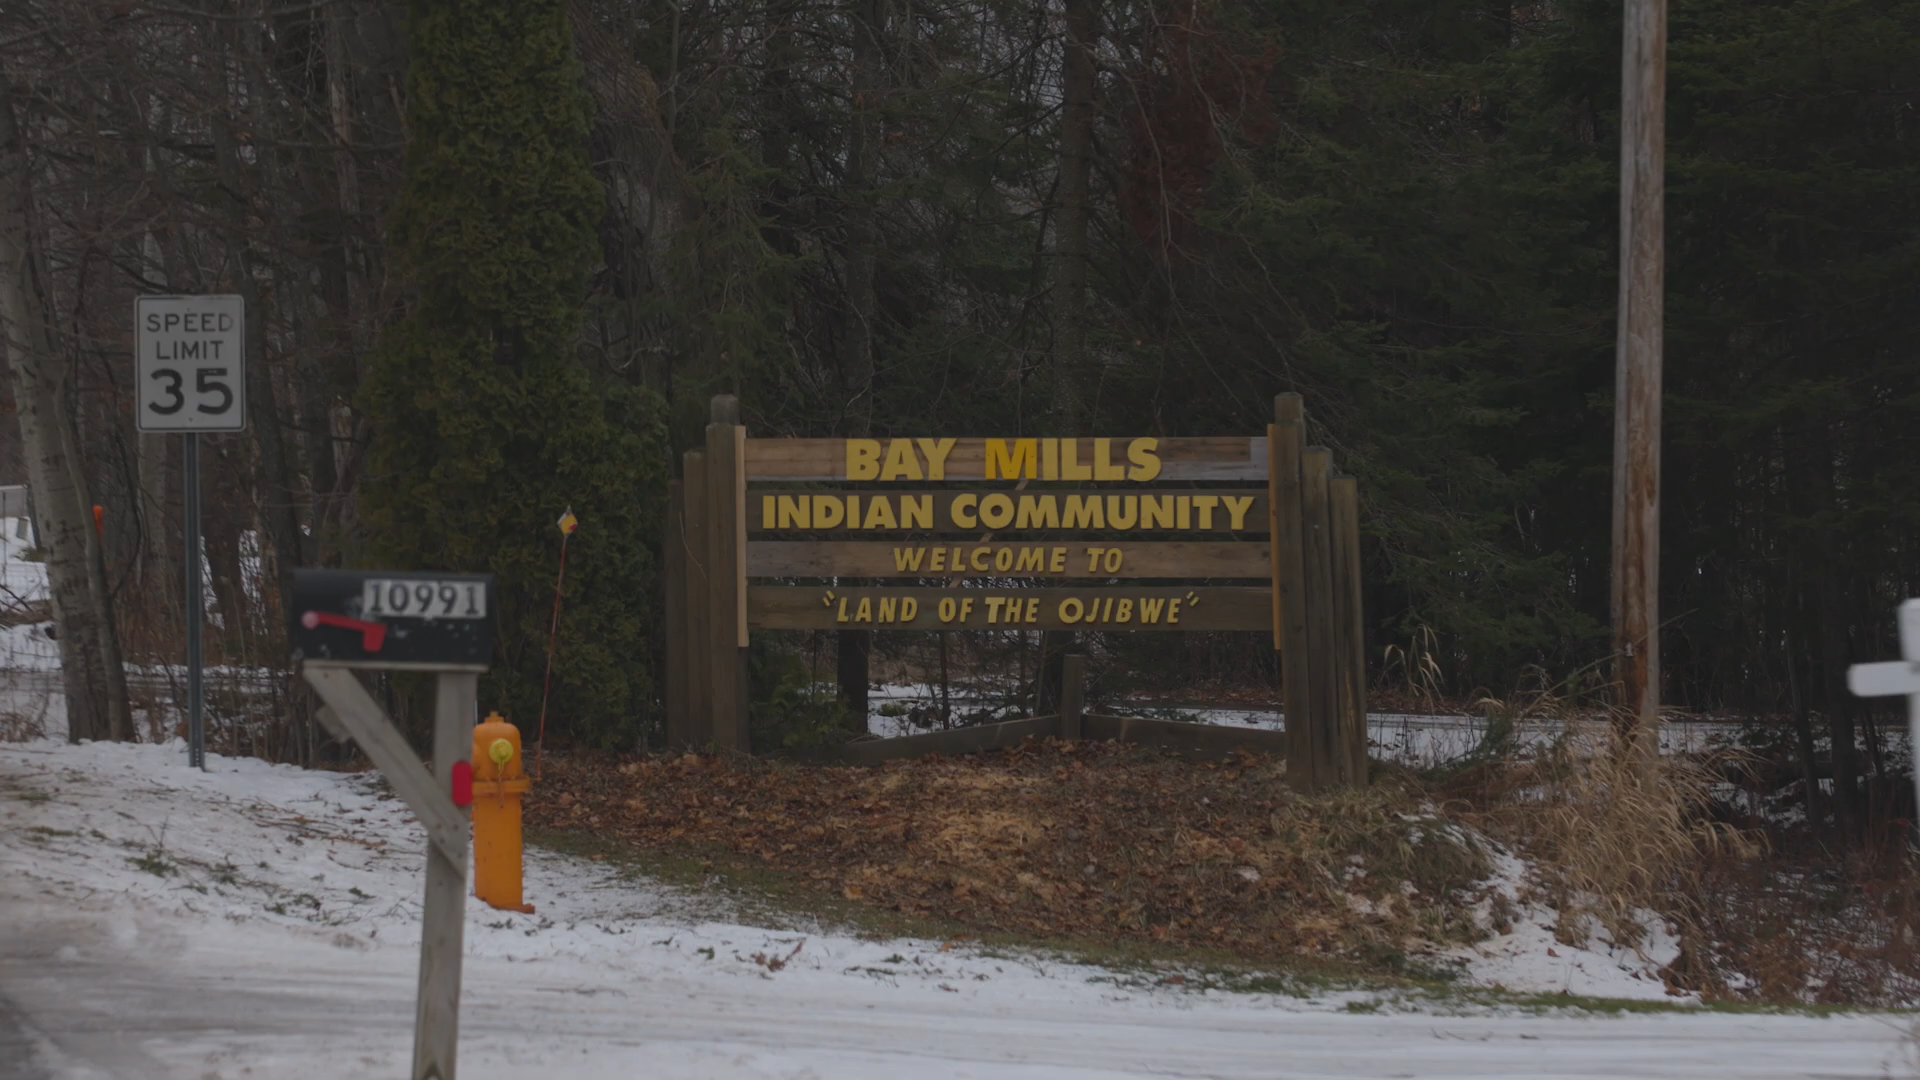 SPEED
LIMIT
35
BAY MILLS
INDIAN COMMUNITY
WELCOME TO
"LAND OF THE OJIBWE"
10991